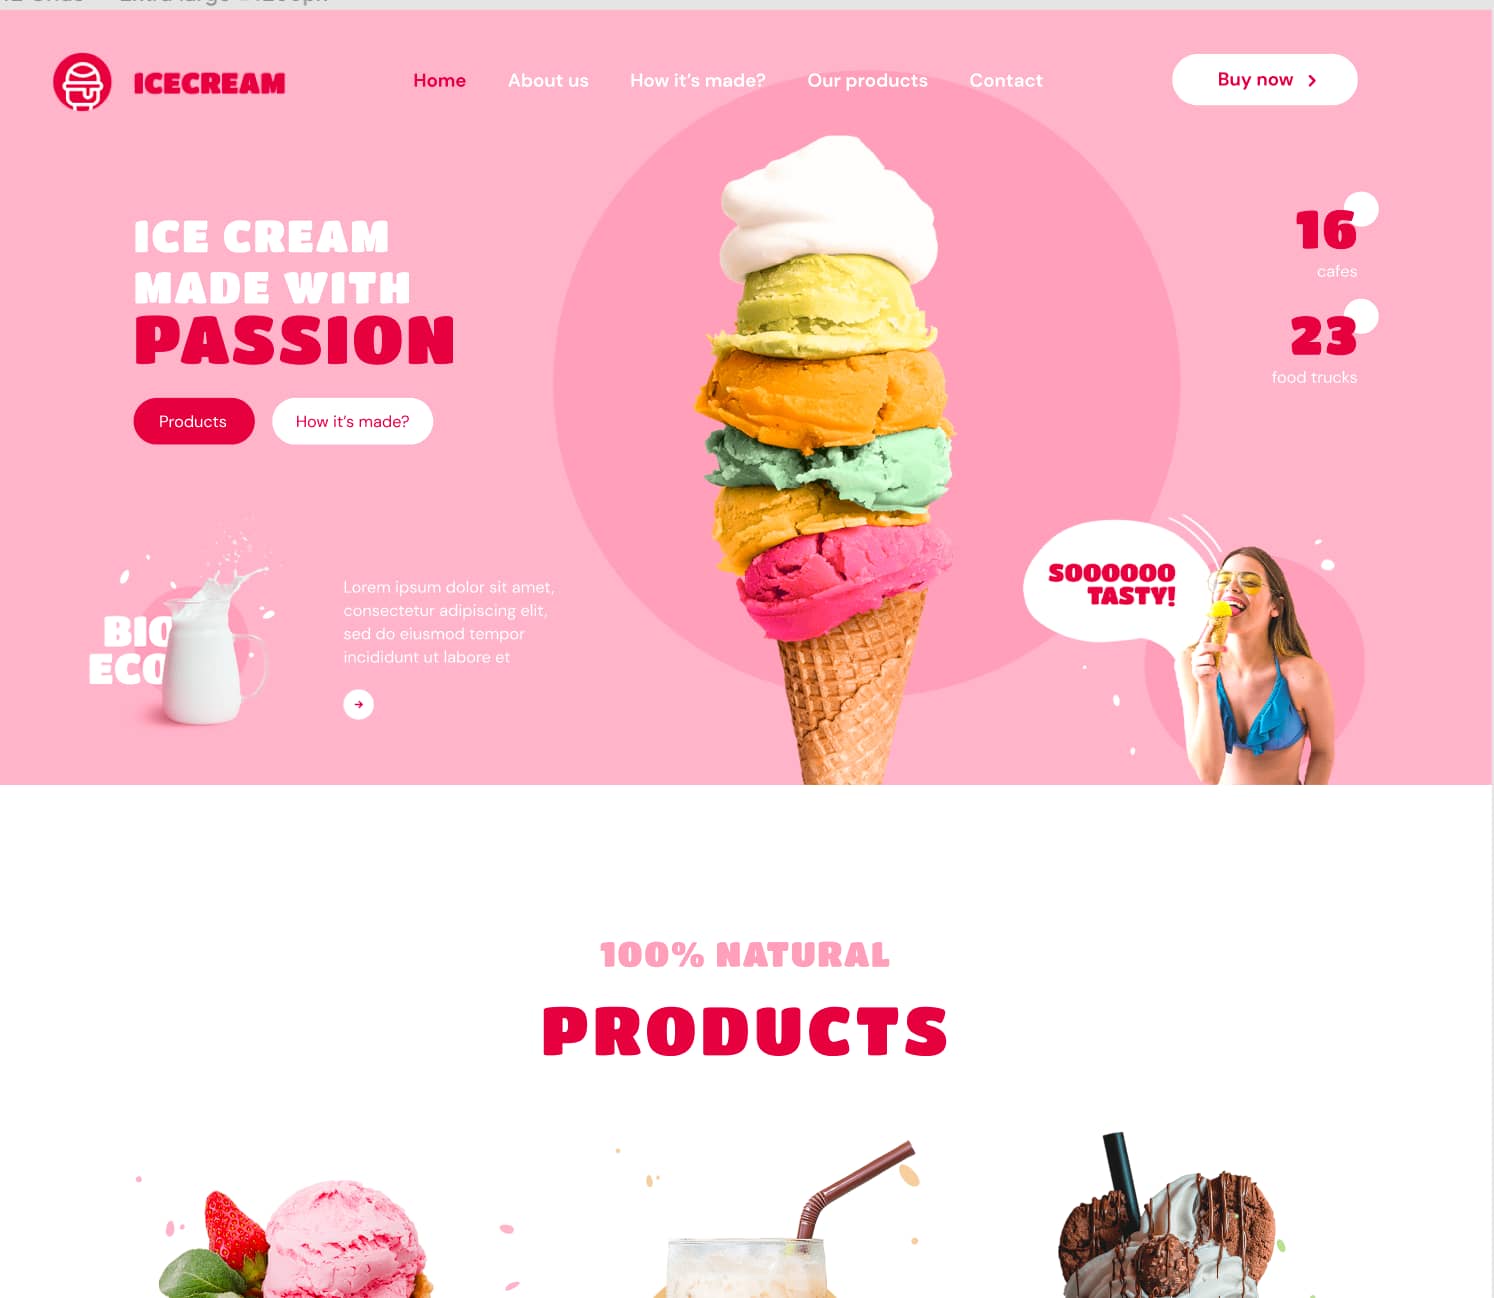 ICECREAM
Home About us How it's made? Our products Contact
Buy now
ICE CREAM
MADE WITH
PASSION
Products
How it's made?
16
cafes
23
food trucks
BIO
ECO
Lorem ipsum dolor sit amet,
consectetur adipiscing elit,
sed do eiusmod tempor
incididunt ut labore et
SOOOOOO
TASTY!
100% NATURAL
PRODUCTS